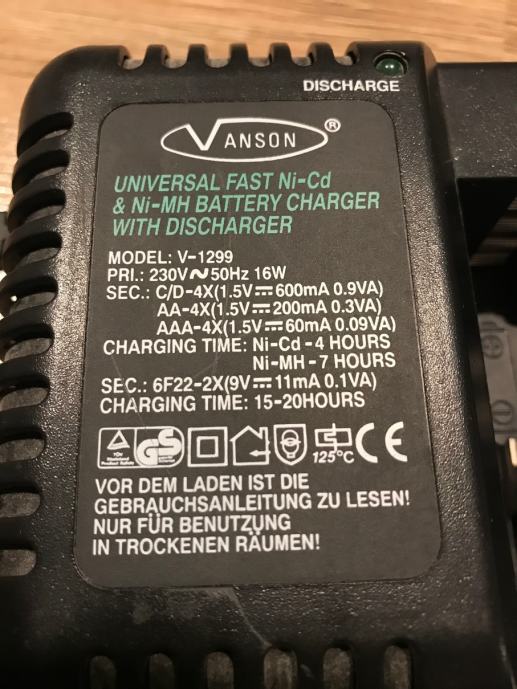 DISCHARGE
VANSON®
UNIVERSAL FAST Ni-Cd
& Ni-MH BATTERY CHARGER
WITH DISCHARGER
MODEL: V-1299
PRI.: 230V∿50Hz 16W
SEC.: C/D-4X(1.5V⎓600mA 0.9VA)
AA-4X(1.5V⎓200mA 0.3VA)
AAA-4X(1.5V⎓60mA 0.09VA)
CHARGING TIME: Ni-Cd-4 HOURS
Ni-MH-7 HOURS
SEC.: 6F22-2X(9V⎓11mA 0.1VA)
CHARGING TIME: 15-20HOURS
TÜV Rheinland Product Safety GS 125°C CE
VOR DEM LADEN IST DIE
GEBRAUCHSANLEITUNG ZU LESEN!
NUR FÜR BENUTZUNG
IN TROCKENEN RÄUMEN!